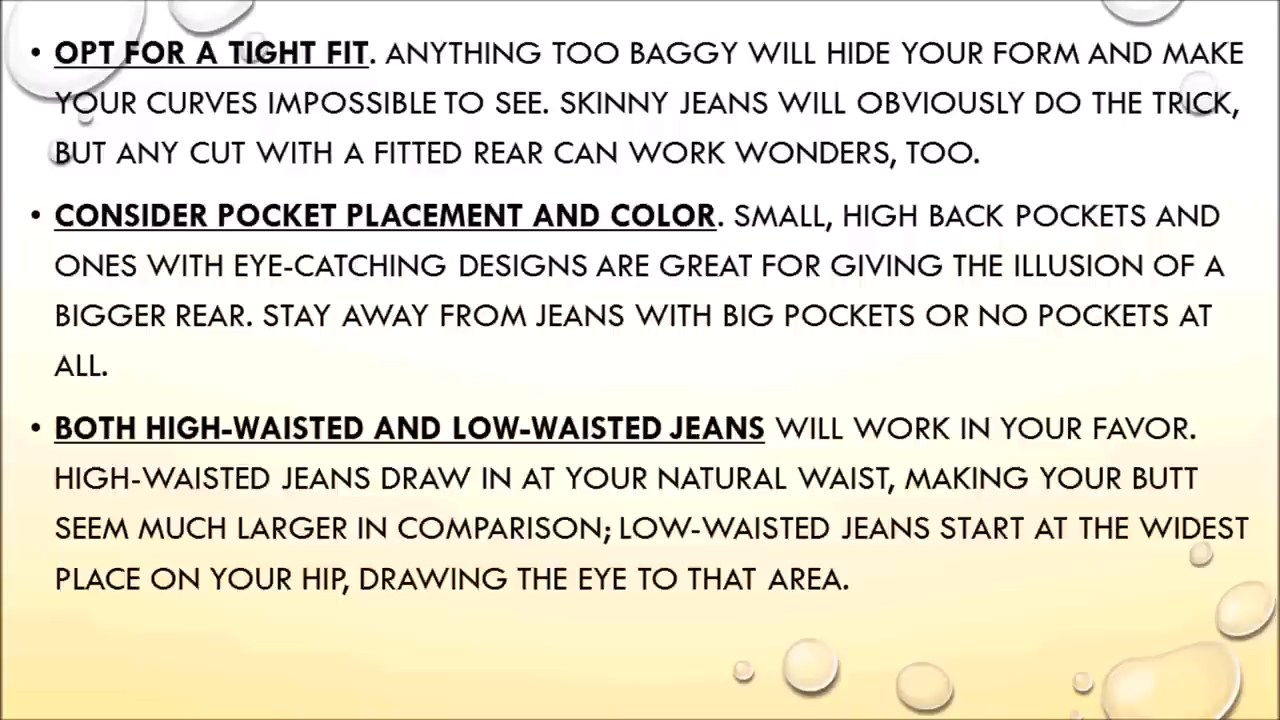 • OPT FOR A TIGHT FIT. ANYTHING TOO BAGGY WILL HIDE YOUR FORM AND MAKE
YOUR CURVES IMPOSSIBLE TO SEE. SKINNY JEANS WILL OBVIOUSLY DO THE TRICK,
BUT ANY CUT WITH A FITTED REAR CAN WORK WONDERS, TOO.
• CONSIDER POCKET PLACEMENT AND COLOR. SMALL, HIGH BACK POCKETS AND
ONES WITH EYE-CATCHING DESIGNS ARE GREAT FOR GIVING THE ILLUSION OF A
BIGGER REAR. STAY AWAY FROM JEANS WITH BIG POCKETS OR NO POCKETS AT
ALL.
• BOTH HIGH-WAISTED AND LOW-WAISTED JEANS WILL WORK IN YOUR FAVOR.
HIGH-WAISTED JEANS DRAW IN AT YOUR NATURAL WAIST, MAKING YOUR BUTT
SEEM MUCH LARGER IN COMPARISON; LOW-WAISTED JEANS START AT THE WIDEST
PLACE ON YOUR HIP, DRAWING THE EYE TO THAT AREA.